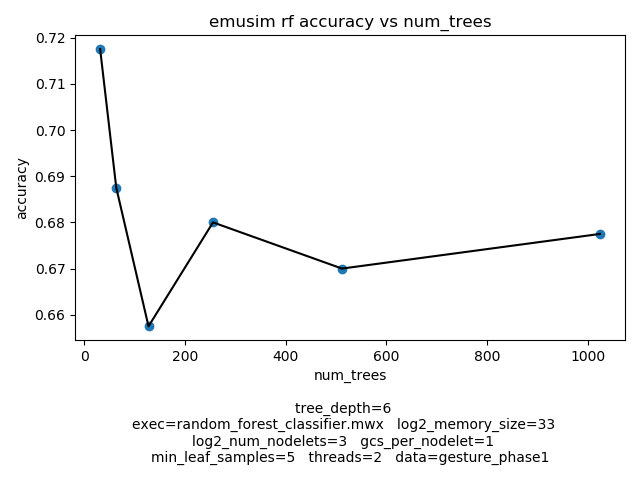 emusim rf accuracy vs num_trees
0.72
0.71
0.70
0.69
0.68
0.67
0.66
accuracy
0 200 400 600 800 1000
num_trees
tree_depth=6
exec=random_forest_classifier.mwx log2_memory_size=33
log2_num_nodelets=3 gcs_per_nodelet=1
min_leaf_samples=5 threads=2 data=gesture_phase1